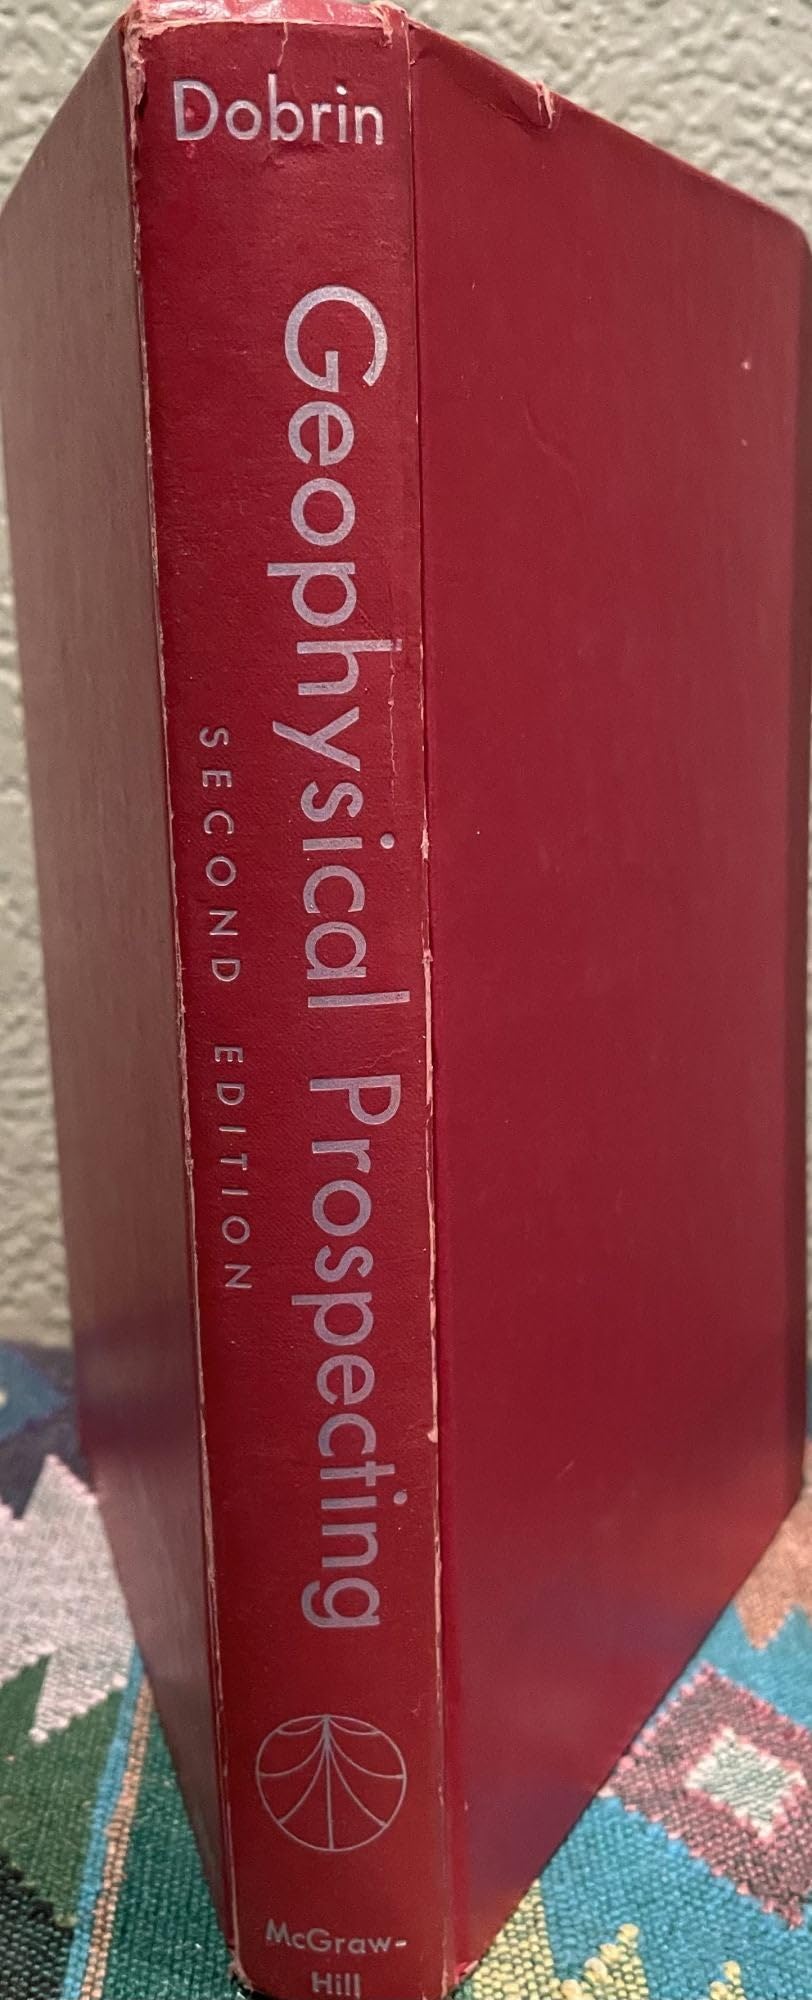 Dobrin
Geophysical Prospecting
SECOND EDITION
McGraw-
Hill